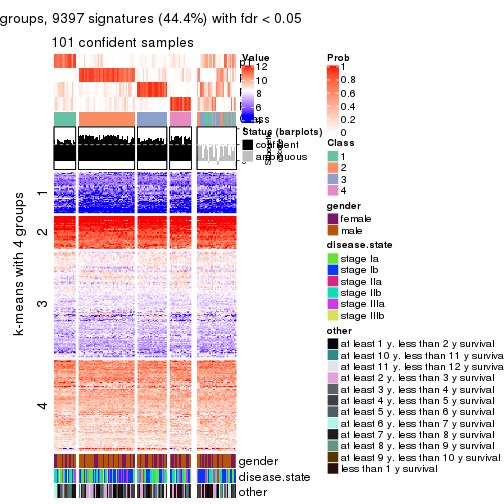 groups, 9397 signatures (44.4%) with fdr < 0.05
101 confident samples
Value
12
10
8
6
Status (barplots)
confident
ambiguous
Prob
1
0.8
0.6
0.4
0.2
0
Class
1
2
3
4
gender
female
male
disease.state
stage Ia
stage Ib
stage IIa
stage IIb
stage IIIa
stage IIIb
other
at least 1 y. less than 2 y survival
at least 10 y. less than 11 y survival
at least 11 y. less than 12 y survival
at least 2 y. less than 3 y survival
at least 3 y. less than 4 y survival
at least 4 y. less than 5 y survival
at least 5 y. less than 6 y survival
at least 6 y. less than 7 y survival
at least 7 y. less than 8 y survival
at least 8 y. less than 9 y survival
at least 9 y. less than 10 y survival
less than 1 y survival
k-means with 4 groups
1
2
3
4
gender
disease.state
other